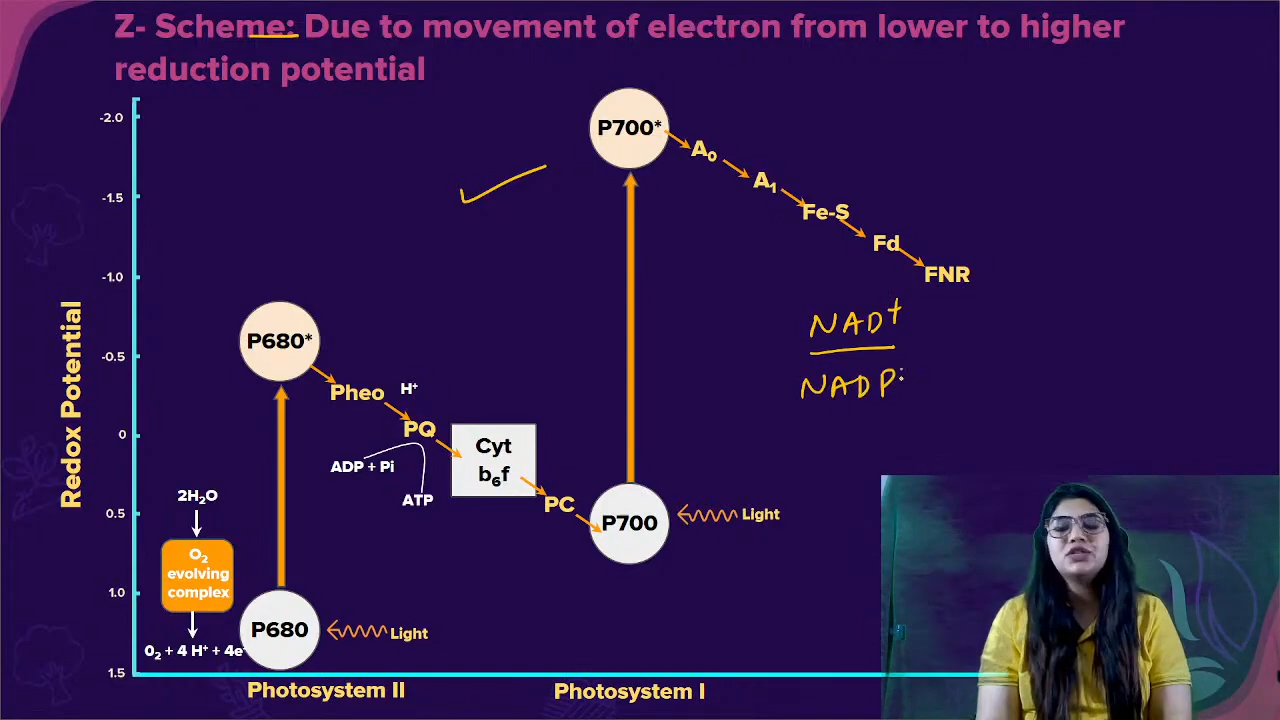 Z- Scheme: Due to movement of electron from lower to higher
reduction potential
-2.0
-1.5
-1.0
-0.5
0
0.5
1.0
1.5
Redox Potential
P700*
A₀
A₁
Fe-S
Fd
FNR
NAD⁺
NADP
P680*
Pheo
H⁺
PQ
ADP + Pi
ATP
Cyt
b₆f
PC
P700
Light
2H₂O
O₂
evolving
complex
O₂ + 4 H⁺ + 4e⁻
P680
Light
Photosystem II
Photosystem I